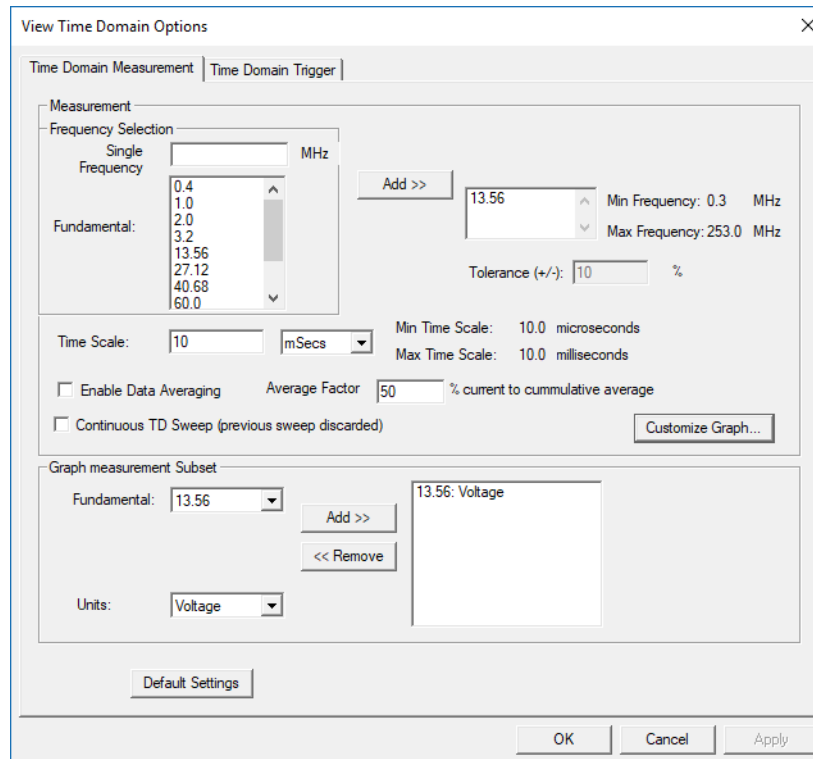 View Time Domain Options
Time Domain Measurement Time Domain Trigger
Measurement
Frequency Selection
Single Frequency MHz
0.4
1.0
2.0
3.2
13.56
27.12
40.68
60.0
Fundamental:
Add >>
13.56
Min Frequency: 0.3 MHz
Max Frequency: 253.0 MHz
Tolerance (+/-): 10 %
Time Scale: 10 mSecs
Min Time Scale: 10.0 microseconds
Max Time Scale: 10.0 milliseconds
Enable Data Averaging Average Factor 50 % current to cummulative average
Continuous TD Sweep (previous sweep discarded)
Customize Graph...
Graph measurement Subset
Fundamental: 13.56
Add >>
<< Remove
13.56: Voltage
Units: Voltage
Default Settings
OK Cancel Apply